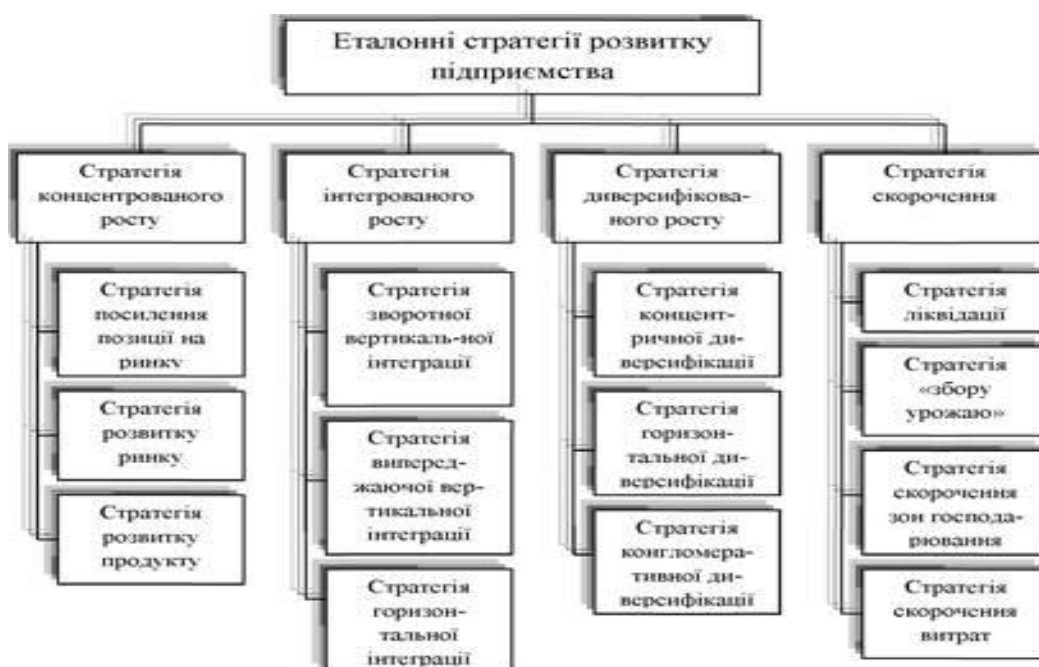 Еталонні стратегії розвитку
підприємства
Стратегія
концентрованого
росту
Стратегія
посилення
позиції на
ринку
Стратегія
розвитку
ринку
Стратегія
розвитку
продукту
Стратегія
інтегрованого
росту
Стратегія
зворотної
вертикаль-ної
інтеграції
Стратегія
виперед-
жаючої вер-
тикальної
інтеграції
Стратегія
горизон-
тальної
інтеграції
Стратегія
диверсифікова-
ного росту
Стратегія
концент-
ричної ди-
версифікації
Стратегія
горизон-
тальної ди-
версифікації
Стратегія
конгломера-
тивної ди-
версифікації
Стратегія
скорочення
Стратегія
ліквідації
Стратегія
«збору
урожаю»
Стратегія
скорочення
зон господа-
рювання
Стратегія
скорочення
витрат